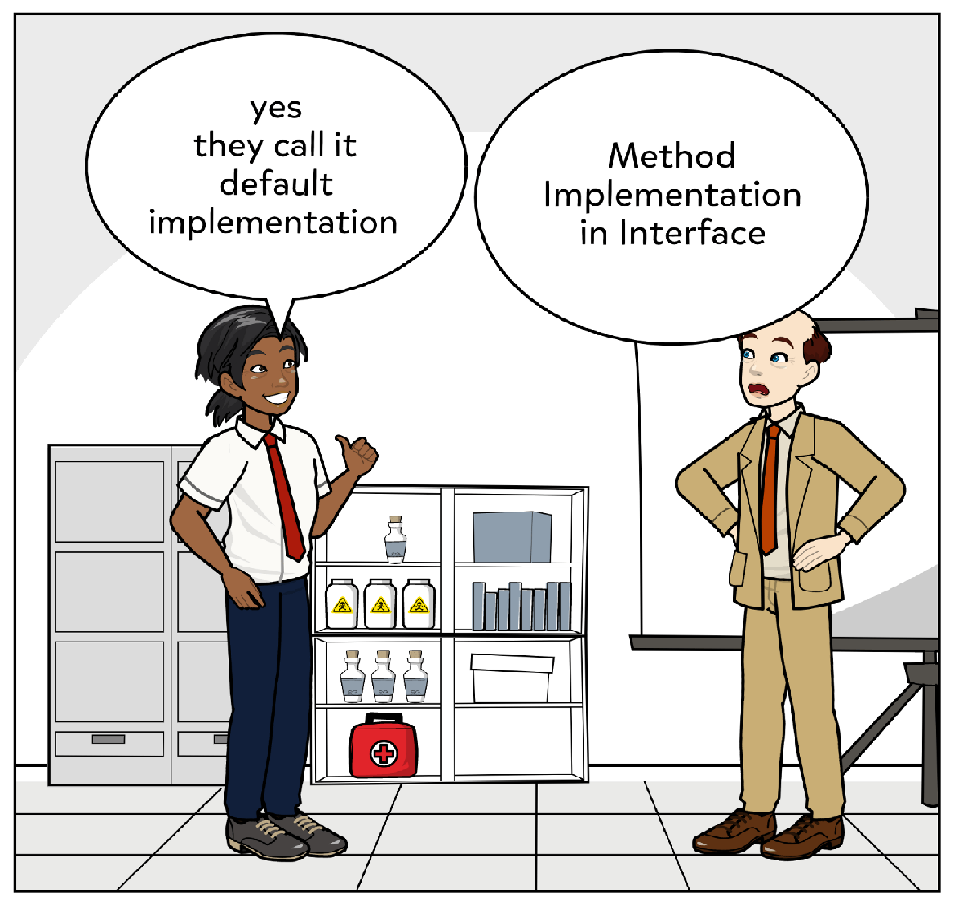 yes
they call it
default
implementation
Method
Implementation
in Interface